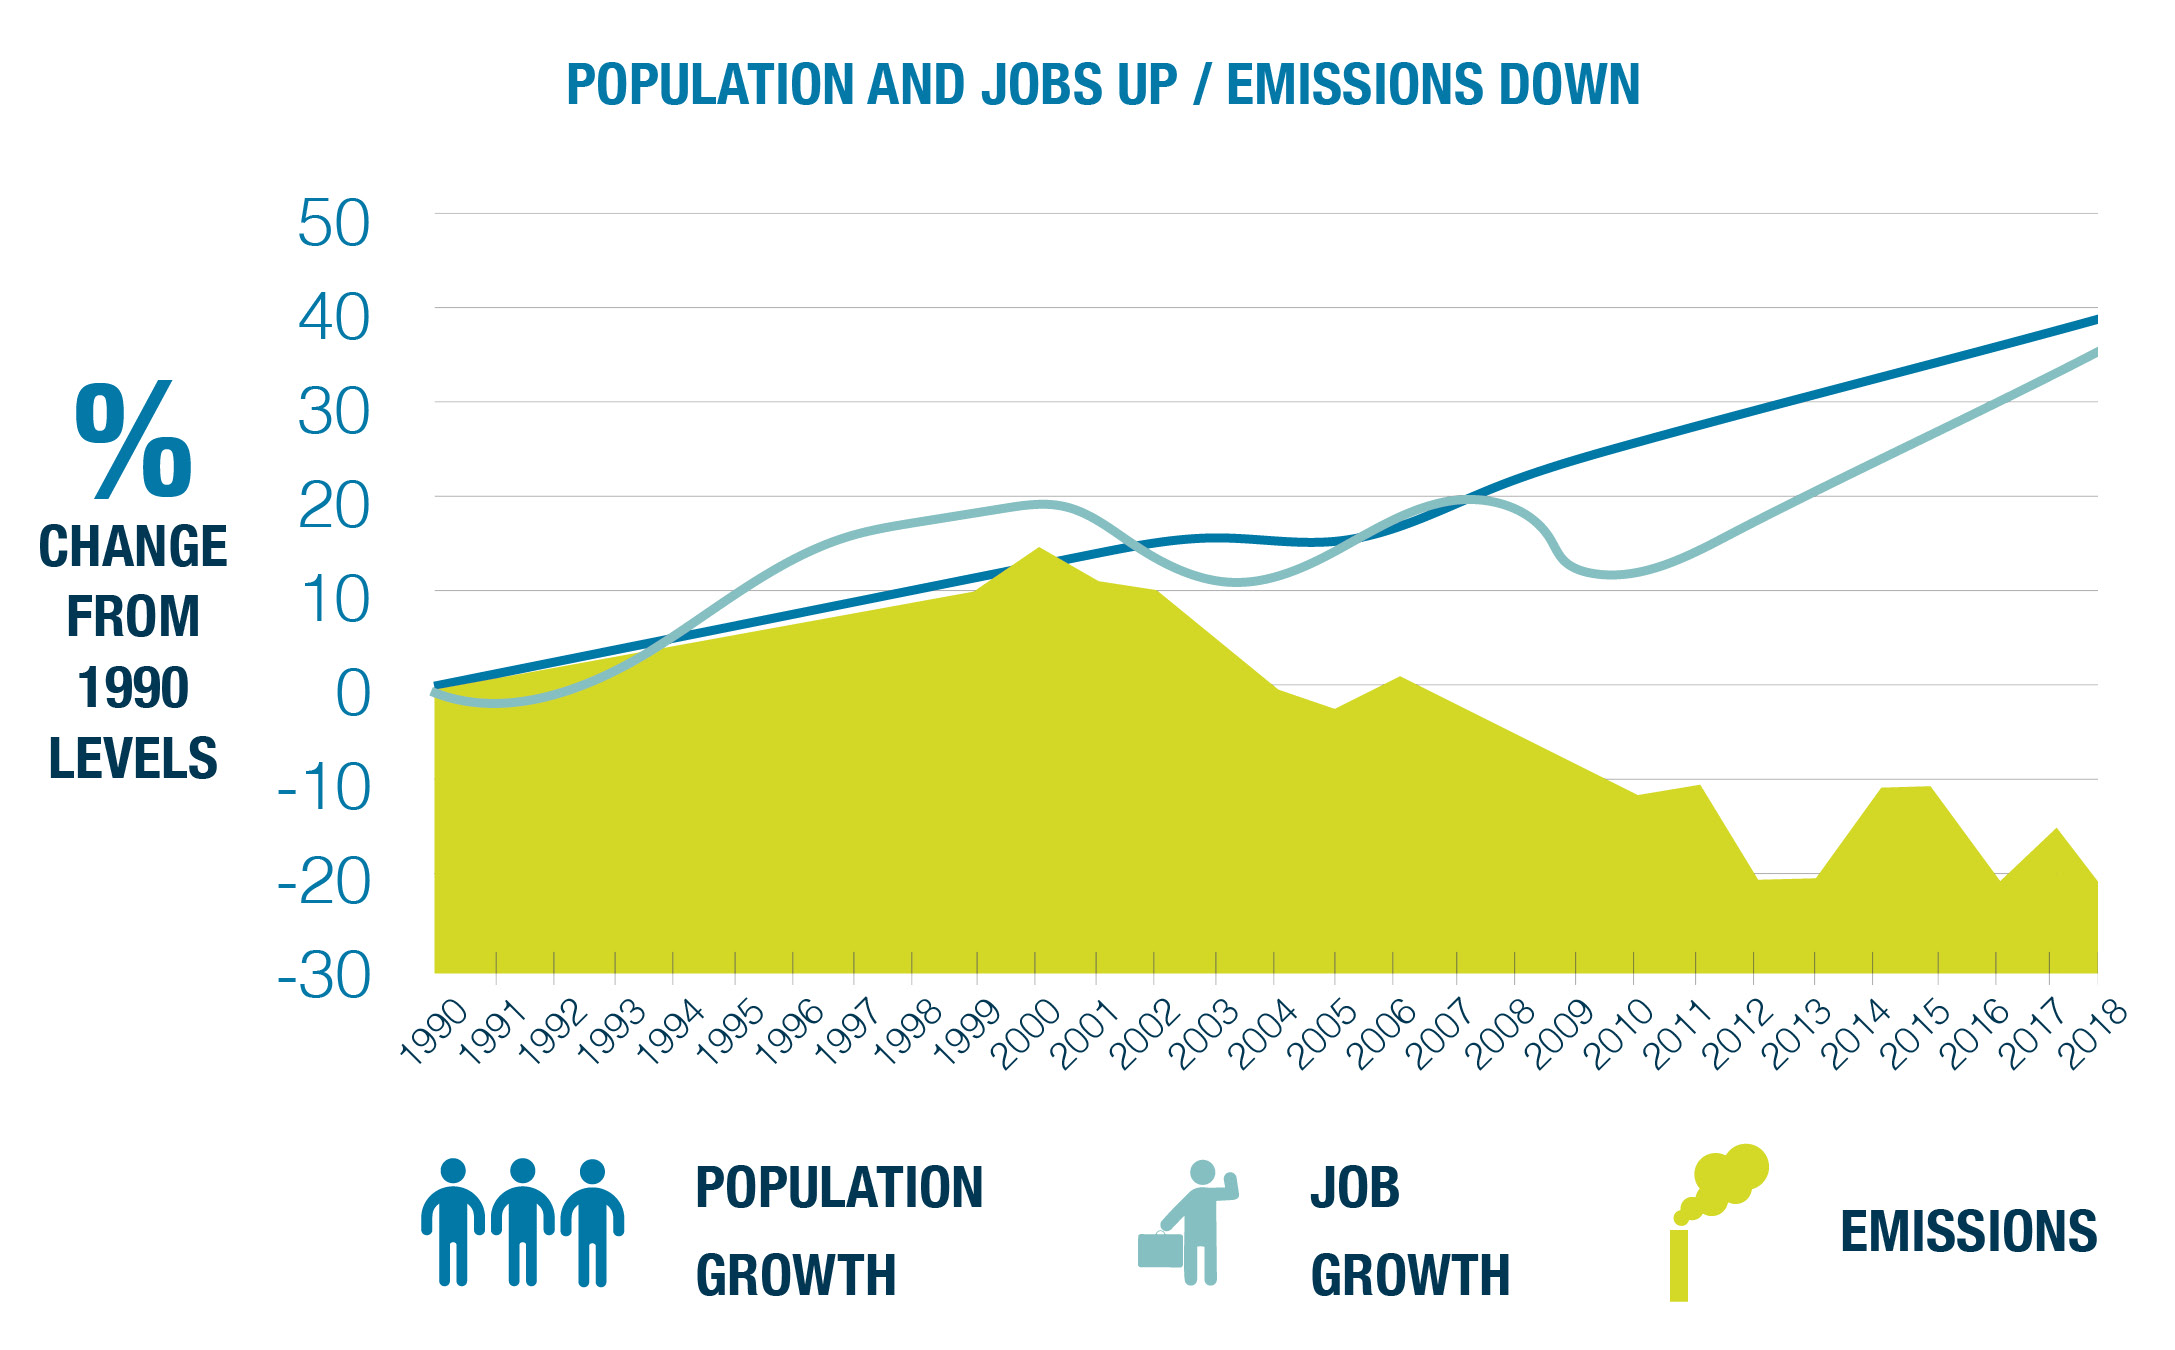 POPULATION AND JOBS UP / EMISSIONS DOWN
50
40
30
20
10
0
-10
-20
-30
%
CHANGE
FROM
1990
LEVELS
1990 1991 1992 1993 1994 1995 1996 1997 1998 1999 2000 2001 2002 2003 2004 2005 2006 2007 2008 2009 2010 2011 2012 2013 2014 2015 2016 2017 2018
POPULATION
GROWTH
JOB
GROWTH
EMISSIONS